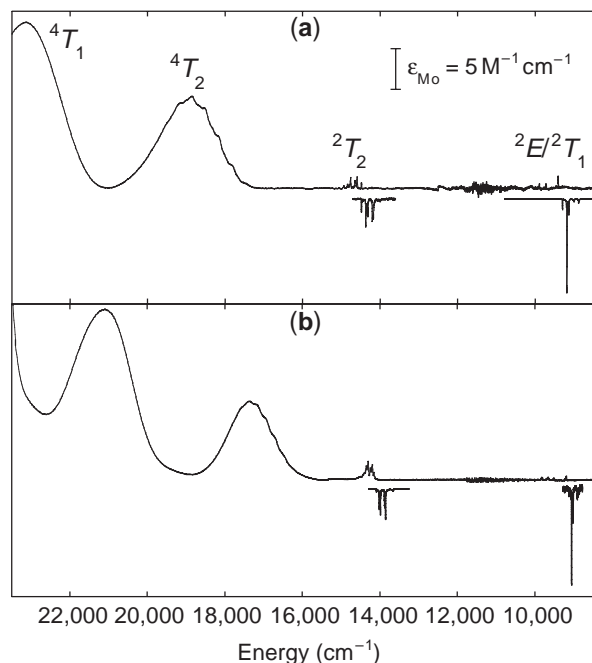 (a)
⁴T₁
⁴T₂
ε_Mo = 5 M⁻¹ cm⁻¹
²T₂
²E/²T₁
(b)
22,000 20,000 18,000 16,000 14,000 12,000 10,000
Energy (cm⁻¹)